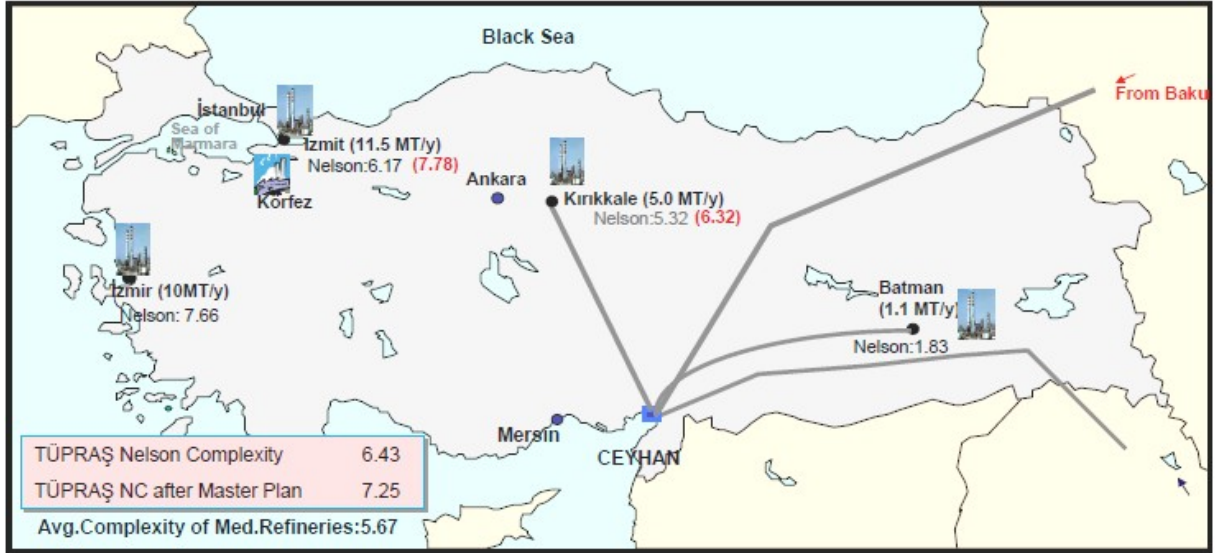 Black Sea
From Baku
İstanbul
Sea of
Marmara
Izmit (11.5 MT/y)
Nelson:6.17 (7.78)
Körfez
Ankara
Kırıkkale (5.0 MT/y)
Nelson:5.32 (6.32)
İzmir (10MT/y)
Nelson: 7.66
Batman
(1.1 MT/y)
Nelson:1.83
Mersin
CEYHAN
TÜPRAŞ Nelson Complexity 6.43
TÜPRAŞ NC after Master Plan 7.25
Avg.Complexity of Med.Refineries:5.67